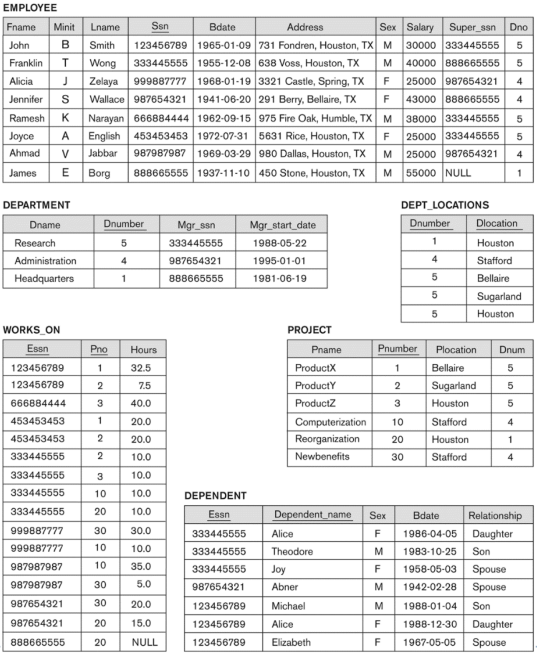 EMPLOYEE
Fname Minit Lname Ssn Bdate Address Sex Salary Super_ssn Dno
John B Smith 123456789 1965-01-09 731 Fondren, Houston, TX M 30000 333445555 5
Franklin T Wong 333445555 1955-12-08 638 Voss, Houston, TX M 40000 888665555 5
Alicia J Zelaya 999887777 1968-01-19 3321 Castle, Spring, TX F 25000 987654321 4
Jennifer S Wallace 987654321 1941-06-20 291 Berry, Bellaire, TX F 43000 888665555 4
Ramesh K Narayan 666884444 1962-09-15 975 Fire Oak, Humble, TX M 38000 333445555 5
Joyce A English 453453453 1972-07-31 5631 Rice, Houston, TX F 25000 333445555 5
Ahmad V Jabbar 987987987 1969-03-29 980 Dallas, Houston, TX M 25000 987654321 4
James E Borg 888665555 1937-11-10 450 Stone, Houston, TX M 55000 NULL 1
DEPARTMENT
Dname Dnumber Mgr_ssn Mgr_start_date
Research 5 333445555 1988-05-22
Administration 4 987654321 1995-01-01
Headquarters 1 888665555 1981-06-19
DEPT_LOCATIONS
Dnumber Dlocation
1 Houston
4 Stafford
5 Bellaire
5 Sugarland
5 Houston
WORKS_ON
Essn Pno Hours
123456789 1 32.5
123456789 2 7.5
666884444 3 40.0
453453453 1 20.0
453453453 2 20.0
333445555 2 10.0
333445555 3 10.0
333445555 10 10.0
333445555 20 10.0
999887777 30 30.0
999887777 10 10.0
987987987 10 35.0
987987987 30 5.0
987654321 30 20.0
987654321 20 15.0
888665555 20 NULL
PROJECT
Pname Pnumber Plocation Dnum
ProductX 1 Bellaire 5
ProductY 2 Sugarland 5
ProductZ 3 Houston 5
Computerization 10 Stafford 4
Reorganization 20 Houston 1
Newbenefits 30 Stafford 4
DEPENDENT
Essn Dependent_name Sex Bdate Relationship
333445555 Alice F 1986-04-05 Daughter
333445555 Theodore M 1983-10-25 Son
333445555 Joy F 1958-05-03 Spouse
987654321 Abner M 1942-02-28 Spouse
123456789 Michael M 1988-01-04 Son
123456789 Alice F 1988-12-30 Daughter
123456789 Elizabeth F 1967-05-05 Spouse